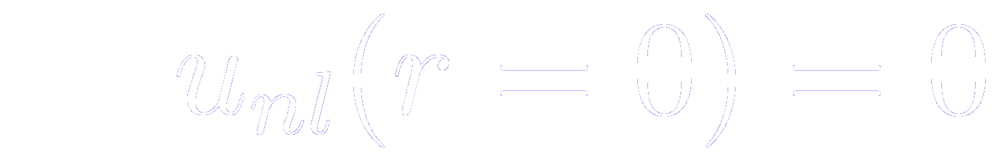 u_{nl}(r = 0) = 0